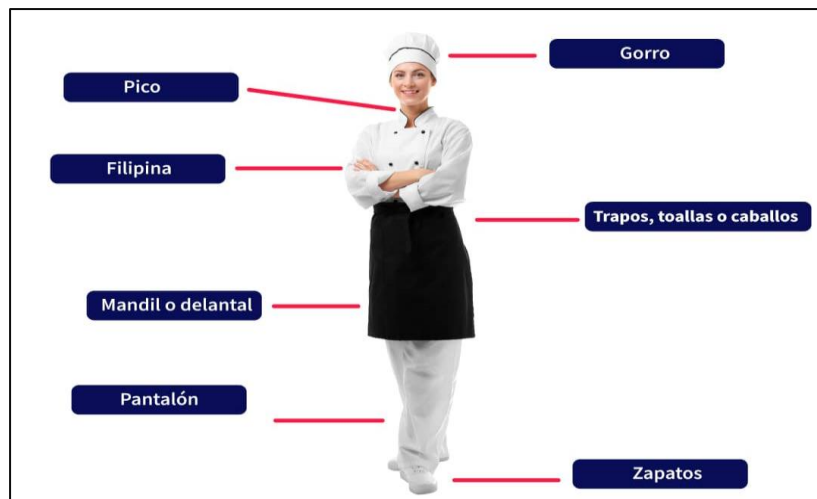 Gorro
Pico
Filipina
Trapos, toallas o caballos
Mandil o delantal
Pantalón
Zapatos